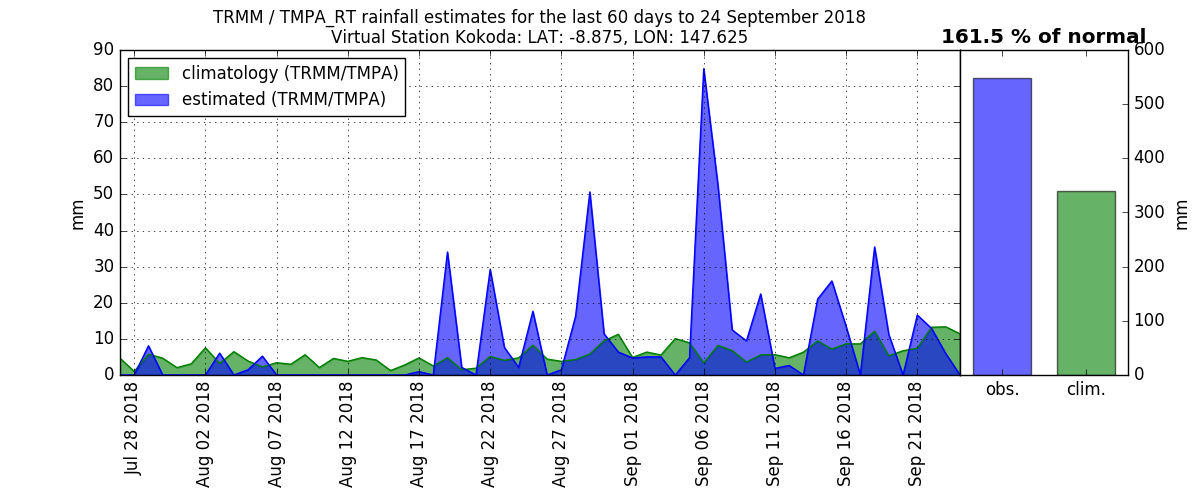 TRMM / TMPA_RT rainfall estimates for the last 60 days to 24 September 2018
Virtual Station Kokoda: LAT: -8.875, LON: 147.625
161.5 % of normal
climatology (TRMM/TMPA)
estimated (TRMM/TMPA)
90
80
70
60
50
40
30
20
10
0
mm
Jul 28 2018
Aug 02 2018
Aug 07 2018
Aug 12 2018
Aug 17 2018
Aug 22 2018
Aug 27 2018
Sep 01 2018
Sep 06 2018
Sep 11 2018
Sep 16 2018
Sep 21 2018
600
500
400
300
200
100
0
mm
obs.
clim.